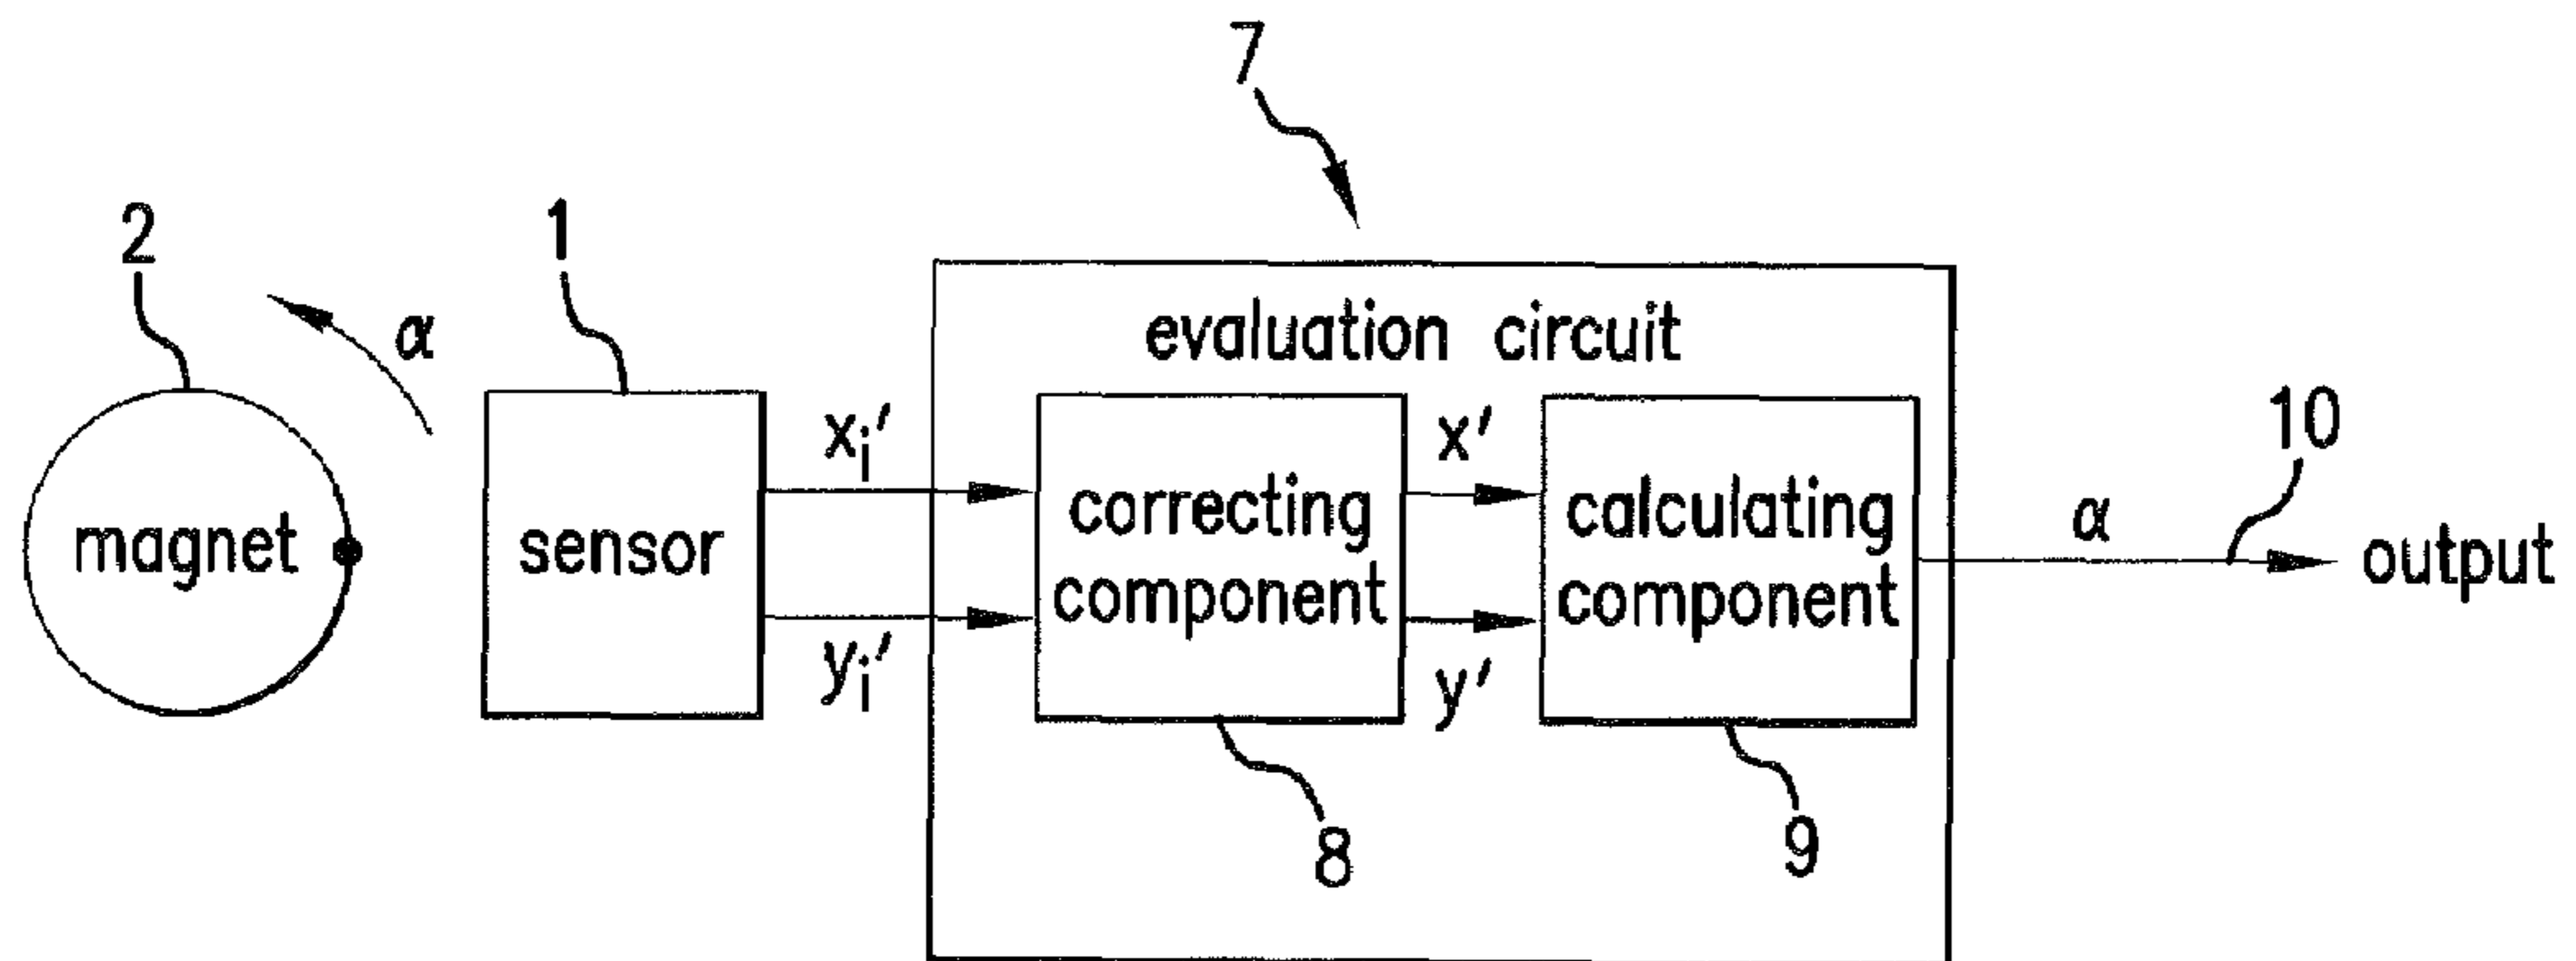 7
2
1
α
evaluation circuit
magnet
sensor
xi′
yi′
correcting
component
x′
y′
calculating
component
α
10
output
8
9